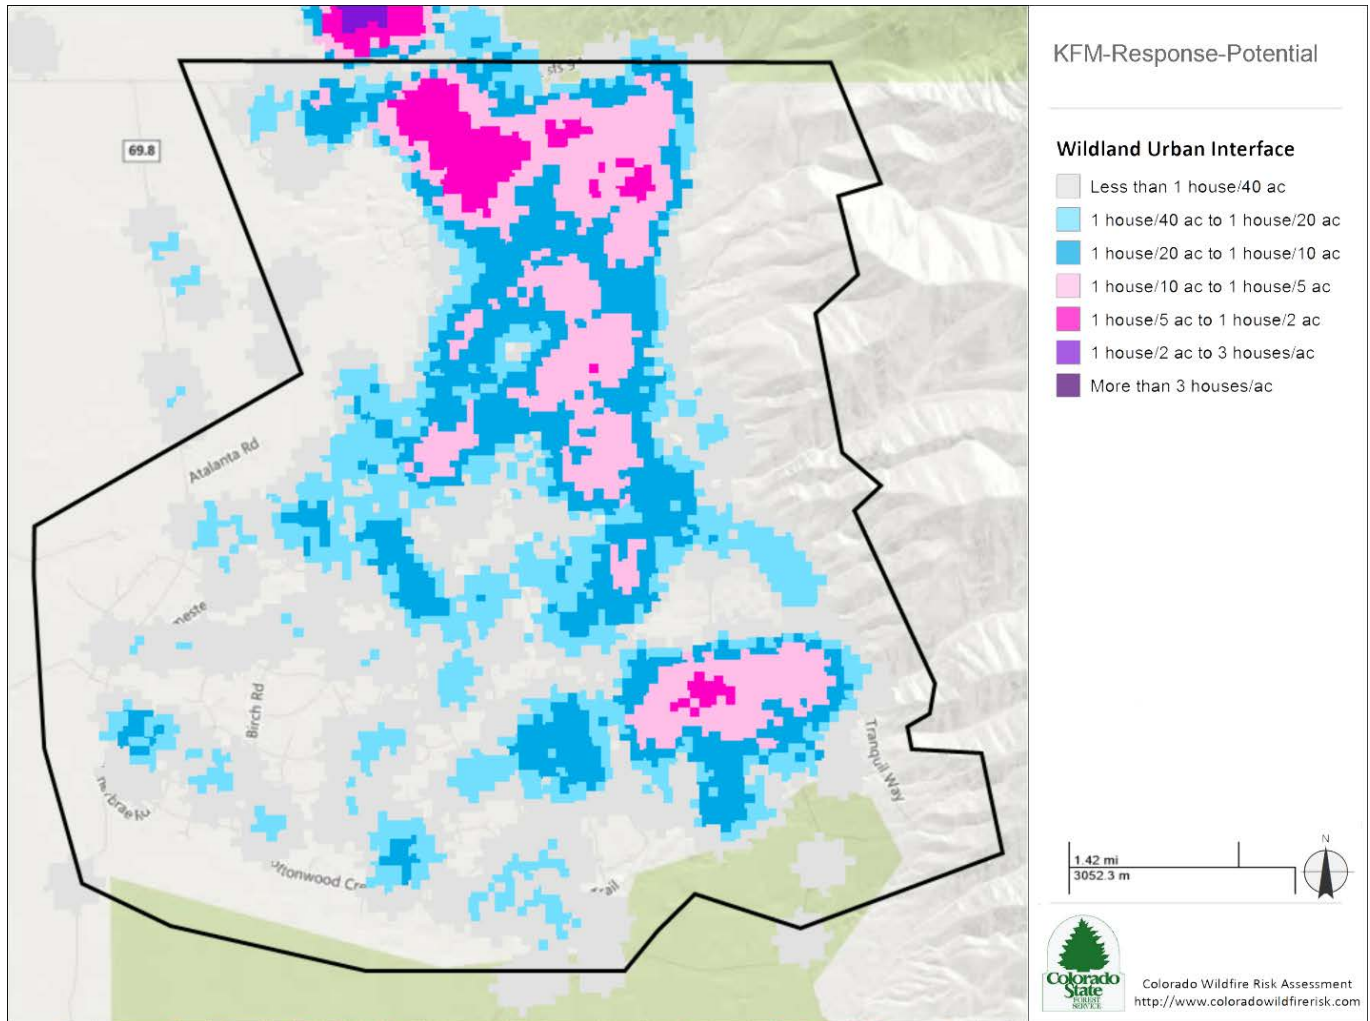 KFM-Response-Potential
Wildland Urban Interface
Less than 1 house/40 ac
1 house/40 ac to 1 house/20 ac
1 house/20 ac to 1 house/10 ac
1 house/10 ac to 1 house/5 ac
1 house/5 ac to 1 house/2 ac
1 house/2 ac to 3 houses/ac
More than 3 houses/ac
69.8
Atalanta Rd
Birch Rd
Tranquil Way
N
1.42 mi
3052.3 m
Colorado
State
FOREST
SERVICE
Colorado Wildfire Risk Assessment
http://www.coloradowildfirerisk.com